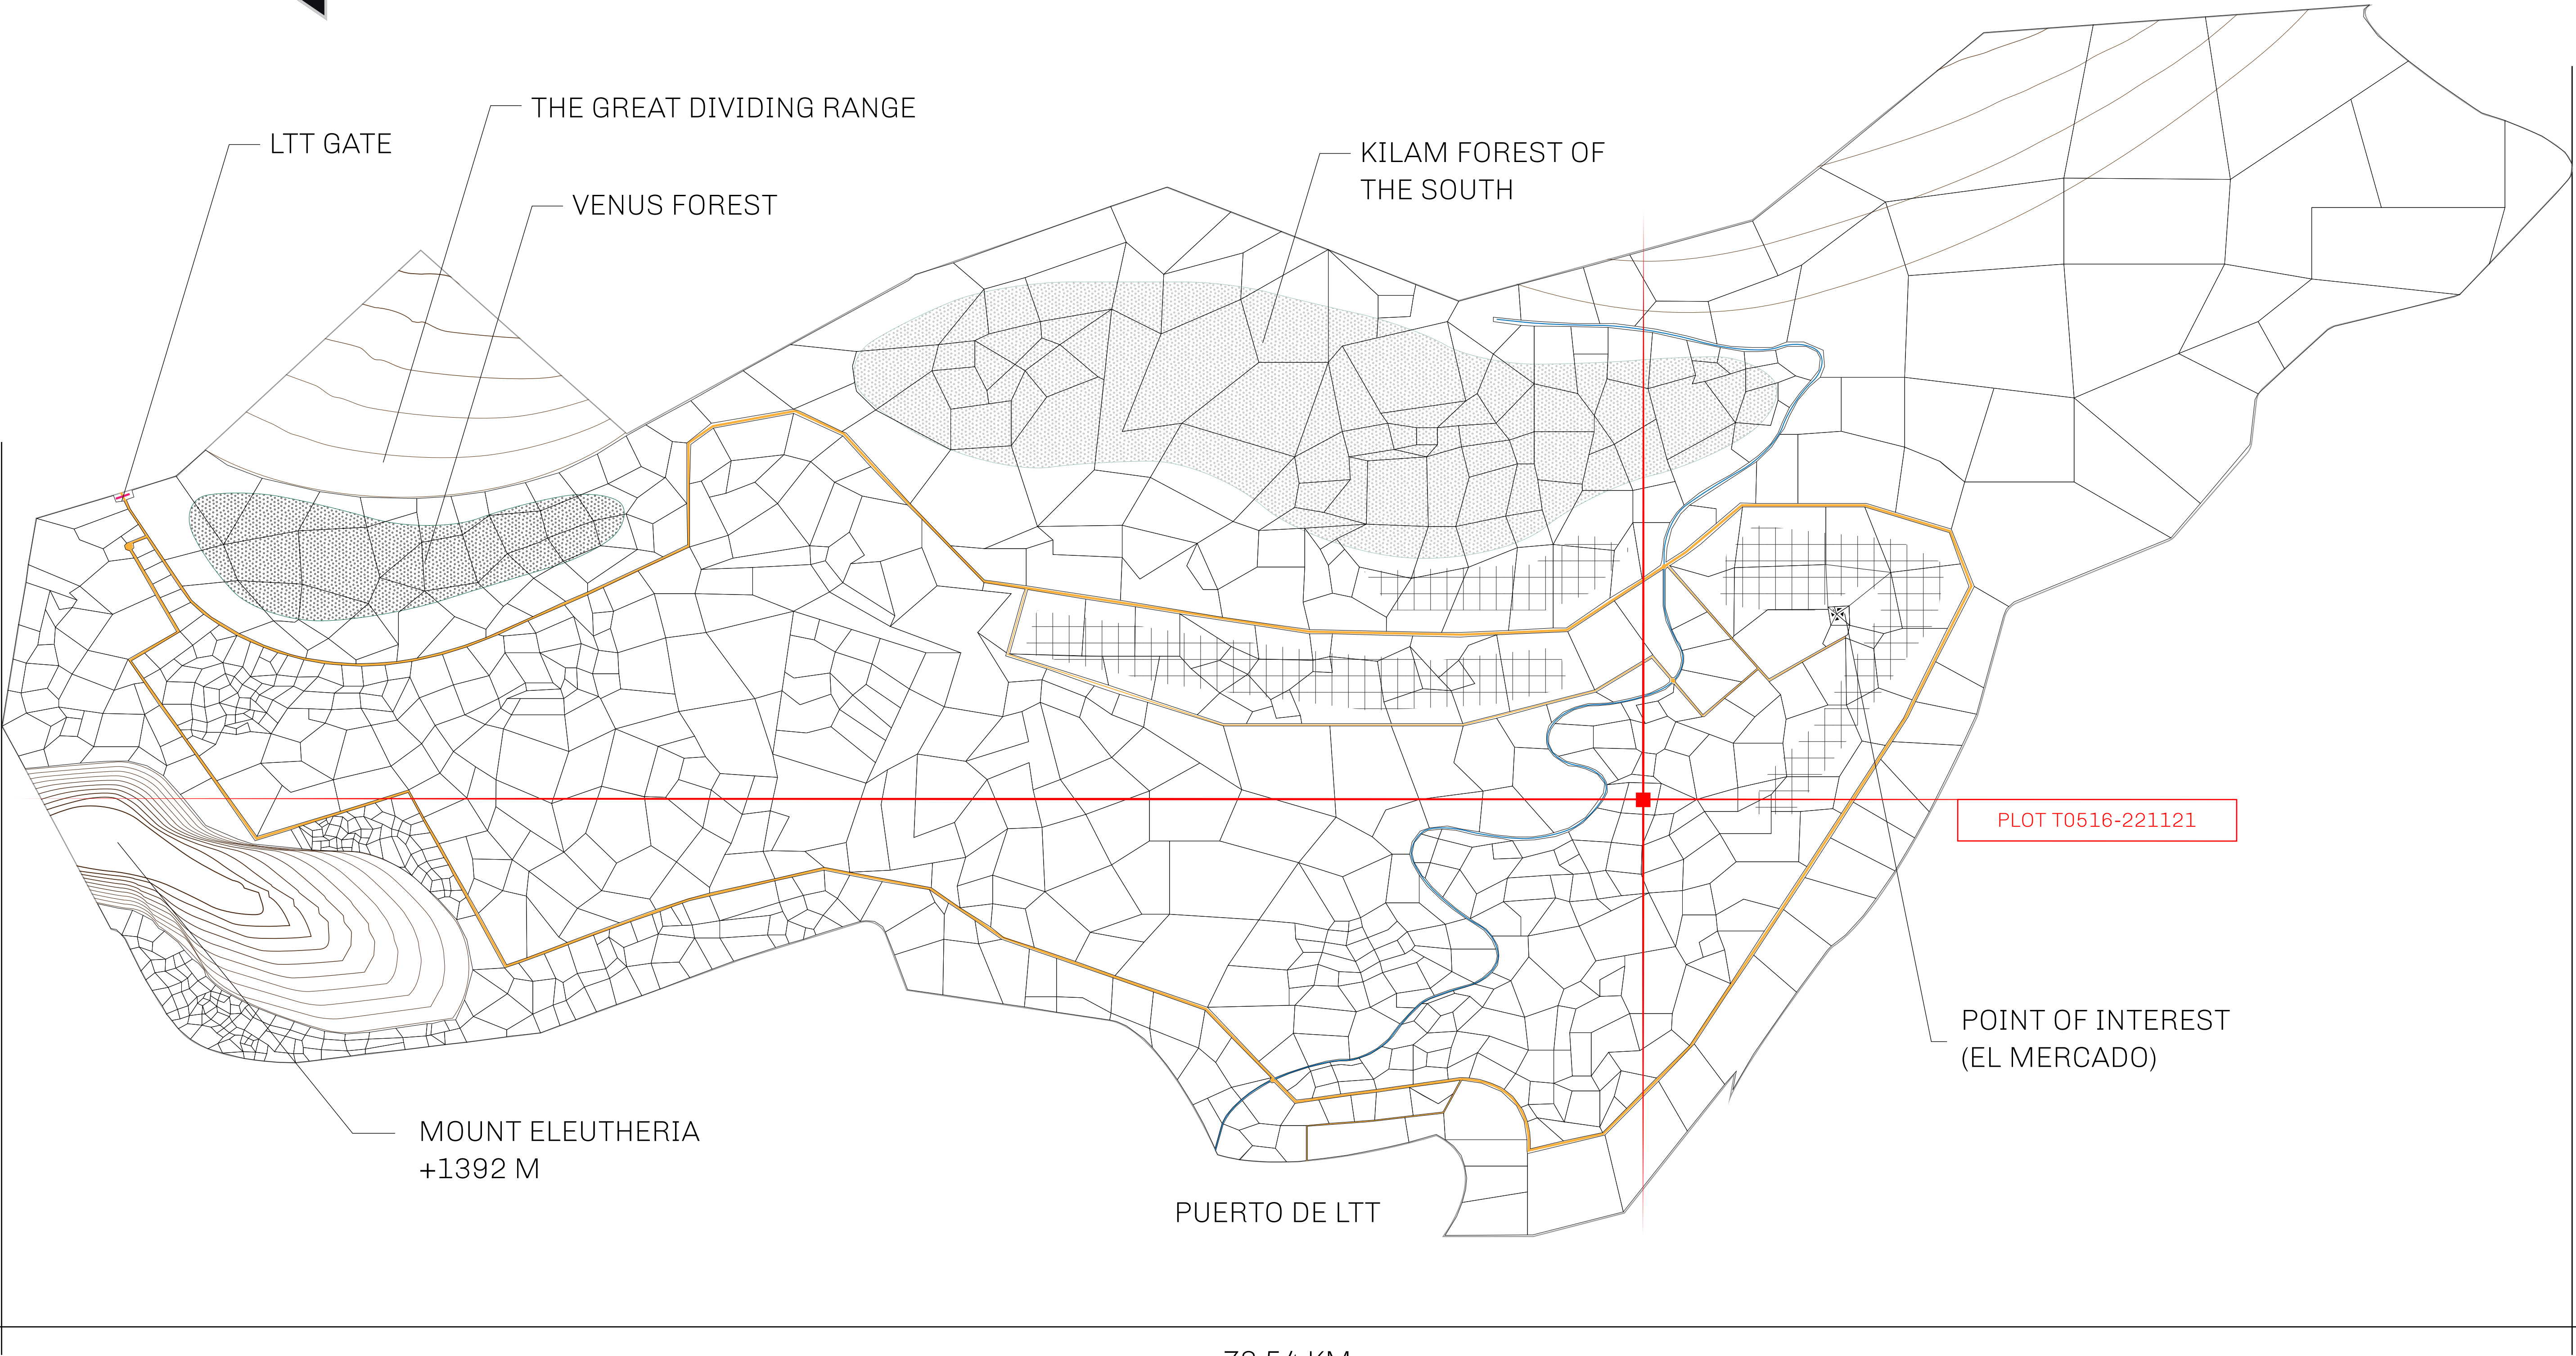 THE GREAT DIVIDING RANGE
LTT GATE
KILAM FOREST OF
THE SOUTH
VENUS FOREST
PLOT T0516-221121
POINT OF INTEREST
(EL MERCADO)
MOUNT ELEUTHERIA
+1392 M
PUERTO DE LTT
KM